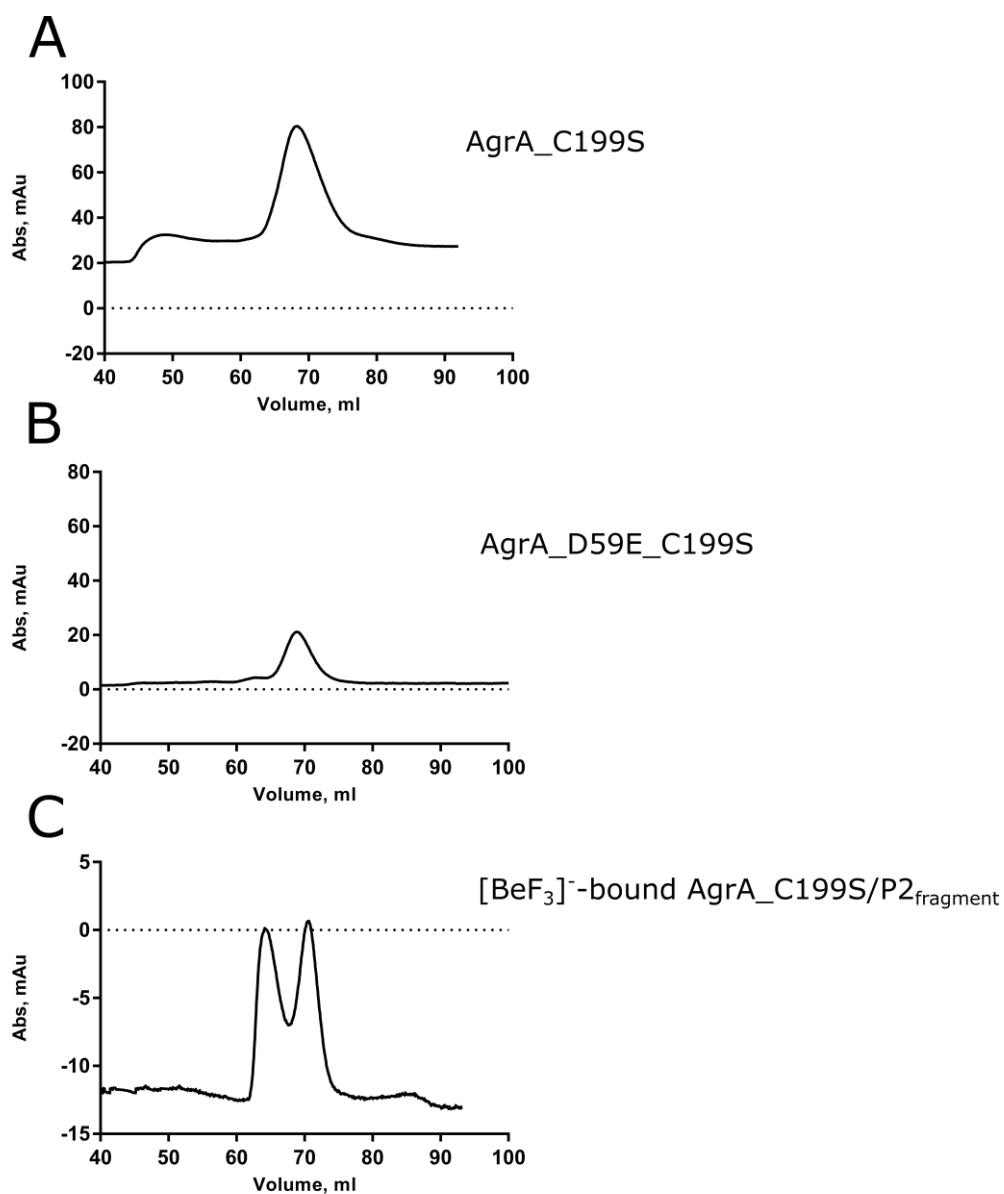 A
100
80
60
40
20
0
-20
Abs, mAu
40 50 60 70 80 90 100
Volume, ml
AgrA_C199S
B
80
60
40
20
0
-20
Abs, mAu
40 50 60 70 80 90 100
Volume, ml
AgrA_D59E_C199S
C
5
0
-5
-10
-15
Abs, mAu
40 50 60 70 80 90 100
Volume, ml
[BeF₃]⁻-bound AgrA_C199S/P2fragment